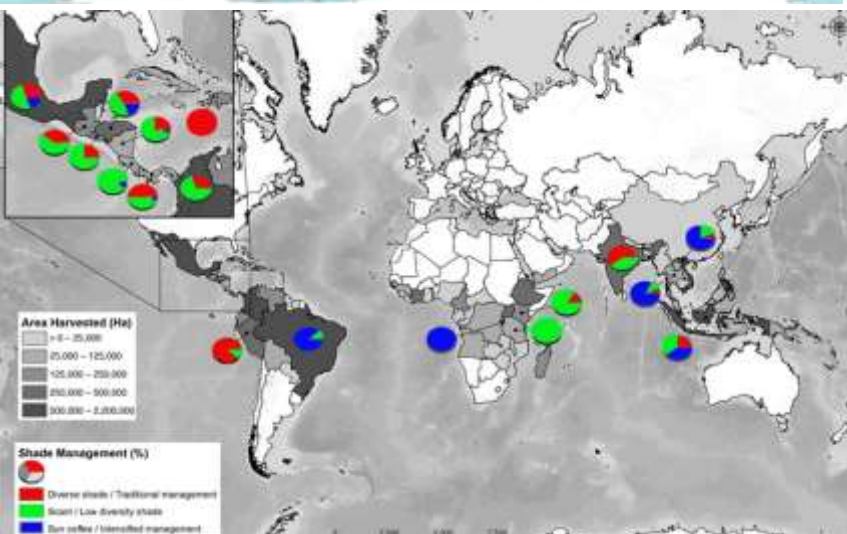 Area Harvested (Ha)
> 0 – 25,000
25,000 – 125,000
125,000 – 250,000
250,000 – 500,000
500,000 – 2,200,000
Shade Management (%)
Diverse shade / Traditional management
Scant / Low diversity shade
Sun coffee / Intensified management